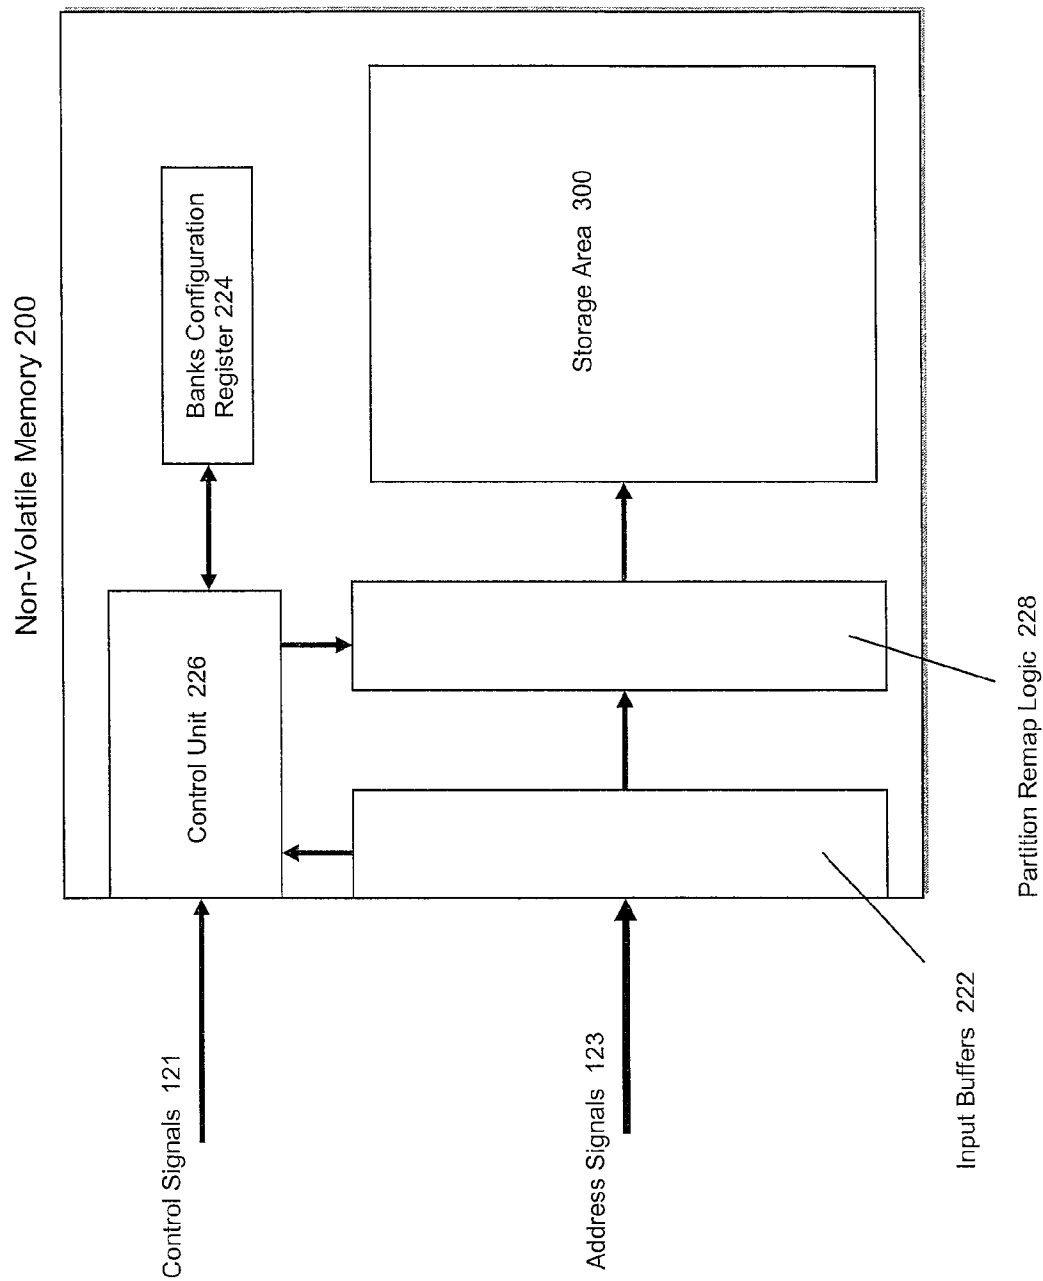 Non-Volatile Memory 200
Control Signals 121
Control Unit 226
Banks Configuration
Register 224
Address Signals 123
Storage Area 300
Input Buffers 222
Partition Remap Logic 228